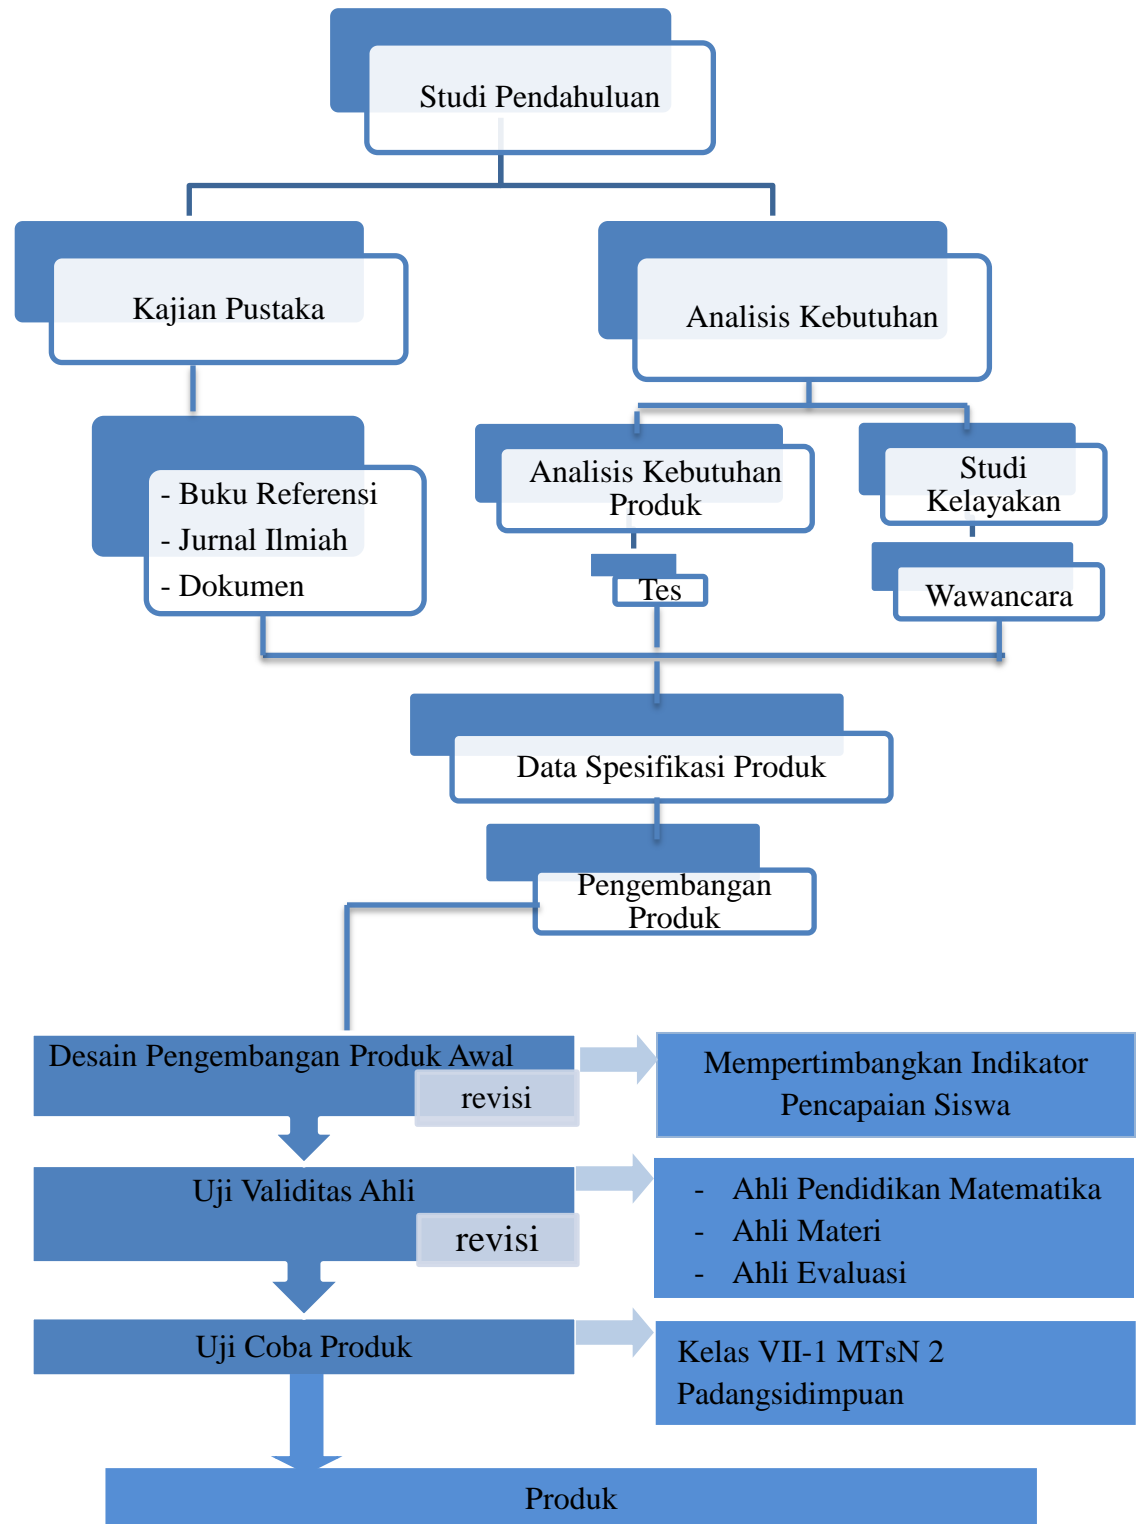 Studi Pendahuluan
Kajian Pustaka
Analisis Kebutuhan
- Buku Referensi
- Jurnal Ilmiah
- Dokumen
Analisis Kebutuhan
Produk
Studi
Kelayakan
Tes
Wawancara
Data Spesifikasi Produk
Pengembangan
Produk
Desain Pengembangan Produk Awal
revisi
Mempertimbangkan Indikator
Pencapaian Siswa
Uji Validitas Ahli
revisi
- Ahli Pendidikan Matematika
- Ahli Materi
- Ahli Evaluasi
Uji Coba Produk
Kelas VII-1 MTsN 2
Padangsidimpuan
Produk